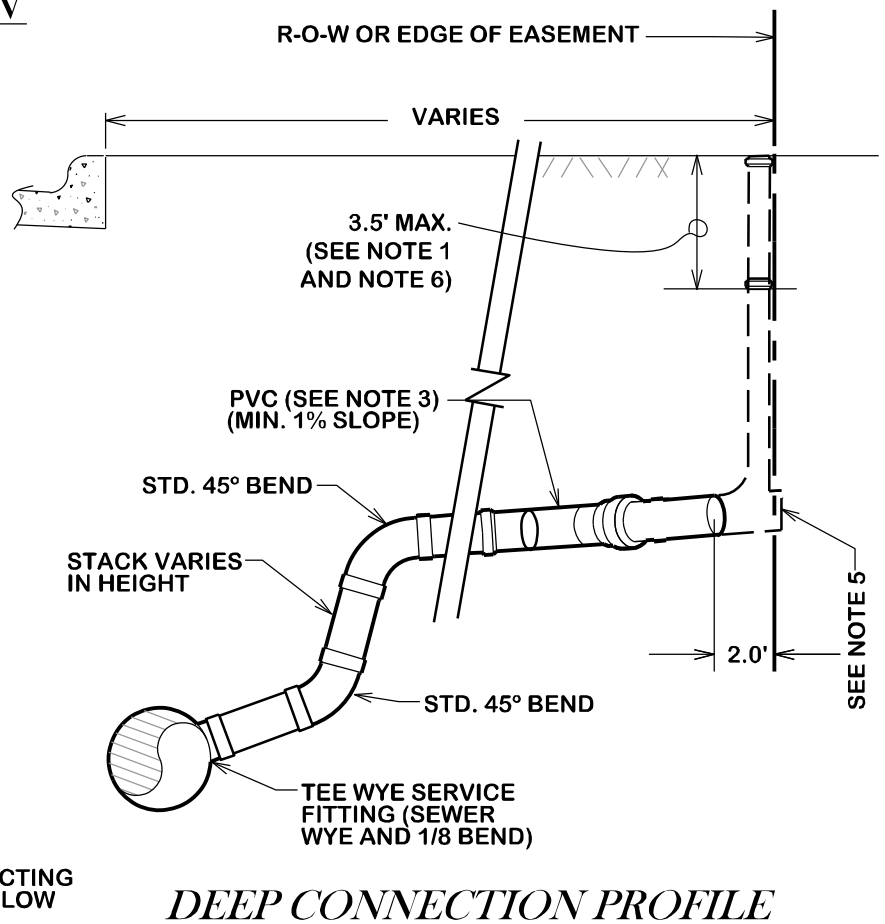 R-O-W OR EDGE OF EASEMENT
VARIES
3.5' MAX.
(SEE NOTE 1
AND NOTE 6)
PVC (SEE NOTE 3)
(MIN. 1% SLOPE)
STD. 45º BEND
STACK VARIES
IN HEIGHT
2.0'
SEE NOTE 5
STD. 45º BEND
TEE WYE SERVICE
FITTING (SEWER
WYE AND 1/8 BEND)
CTING
LOW
DEEP CONNECTION PROFILE